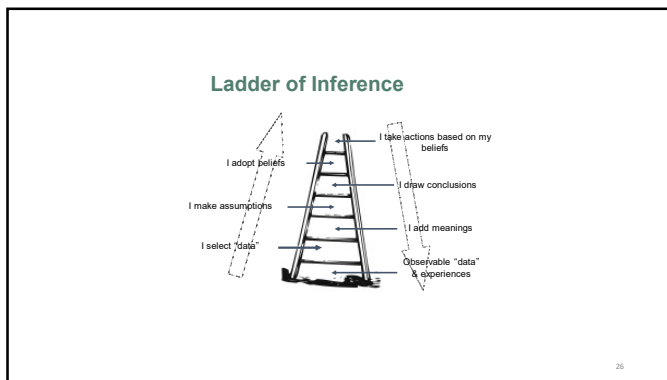 Ladder of Inference
I take actions based on my
beliefs
I adopt beliefs
I draw conclusions
I make assumptions
I add meanings
I select “data”
Observable “data”
& experiences
26